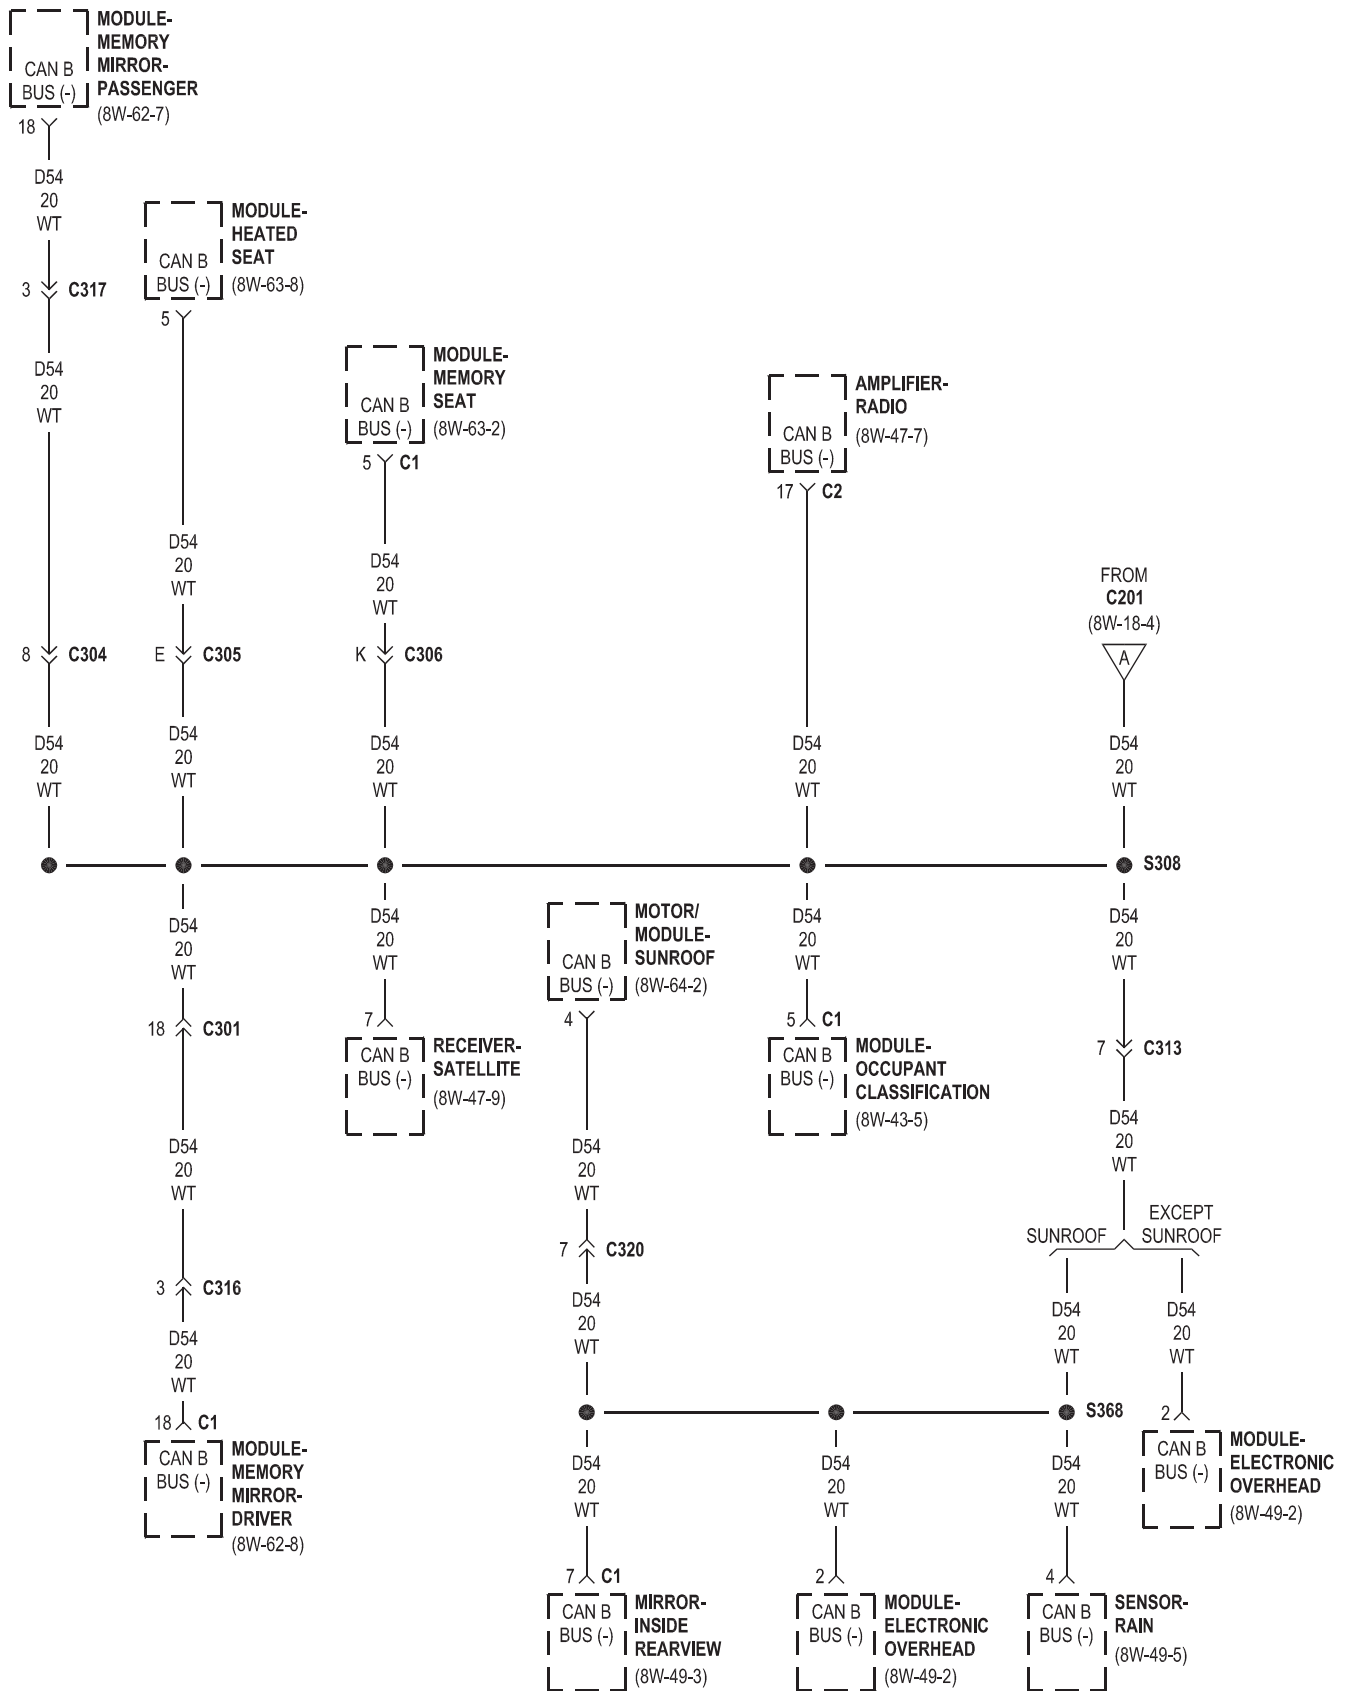 MODULE-
MEMORY
MIRROR-
PASSENGER
(8W-62-7)
CAN B
BUS (-)
18
D54
20
WT
3
C317
D54
20
WT
8
C304
D54
20
WT
MODULE-
HEATED
SEAT
(8W-63-8)
CAN B
BUS (-)
5
D54
20
WT
E
C305
D54
20
WT
MODULE-
MEMORY
SEAT
(8W-63-2)
CAN B
BUS (-)
5
C1
D54
20
WT
K
C306
D54
20
WT
AMPLIFIER-
RADIO
(8W-47-7)
CAN B
BUS (-)
17
C2
D54
20
WT
FROM
C201
(8W-18-4)
A
D54
20
WT
S308
D54
20
WT
18
C301
D54
20
WT
3
C316
D54
20
WT
18
C1
CAN B
BUS (-)
MODULE-
MEMORY
MIRROR-
DRIVER
(8W-62-8)
D54
20
WT
7
CAN B
BUS (-)
RECEIVER-
SATELLITE
(8W-47-9)
MOTOR/
MODULE-
SUNROOF
(8W-64-2)
CAN B
BUS (-)
4
D54
20
WT
7
C320
D54
20
WT
D54
20
WT
5
C1
CAN B
BUS (-)
MODULE-
OCCUPANT
CLASSIFICATION
(8W-43-5)
D54
20
WT
7
C313
D54
20
WT
SUNROOF
EXCEPT
SUNROOF
D54
20
WT
D54
20
WT
S368
2
CAN B
BUS (-)
MODULE-
ELECTRONIC
OVERHEAD
(8W-49-2)
D54
20
WT
7
C1
CAN B
BUS (-)
MIRROR-
INSIDE
REARVIEW
(8W-49-3)
D54
20
WT
2
CAN B
BUS (-)
MODULE-
ELECTRONIC
OVERHEAD
(8W-49-2)
D54
20
WT
4
CAN B
BUS (-)
SENSOR-
RAIN
(8W-49-5)